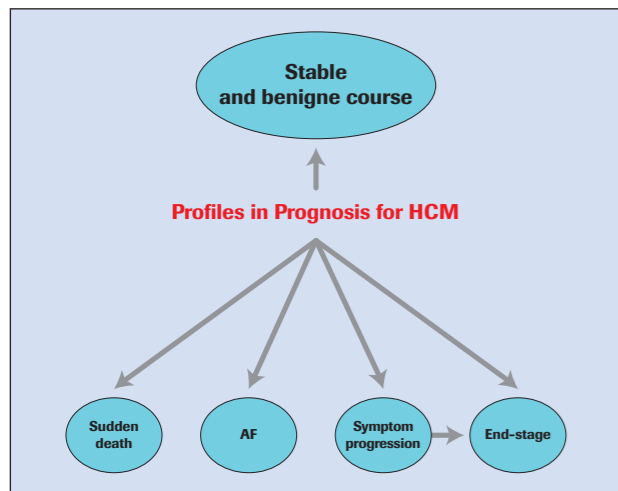 Stable
and benigne course
Profiles in Prognosis for HCM
Sudden
death
AF
Symptom
progression
End-stage